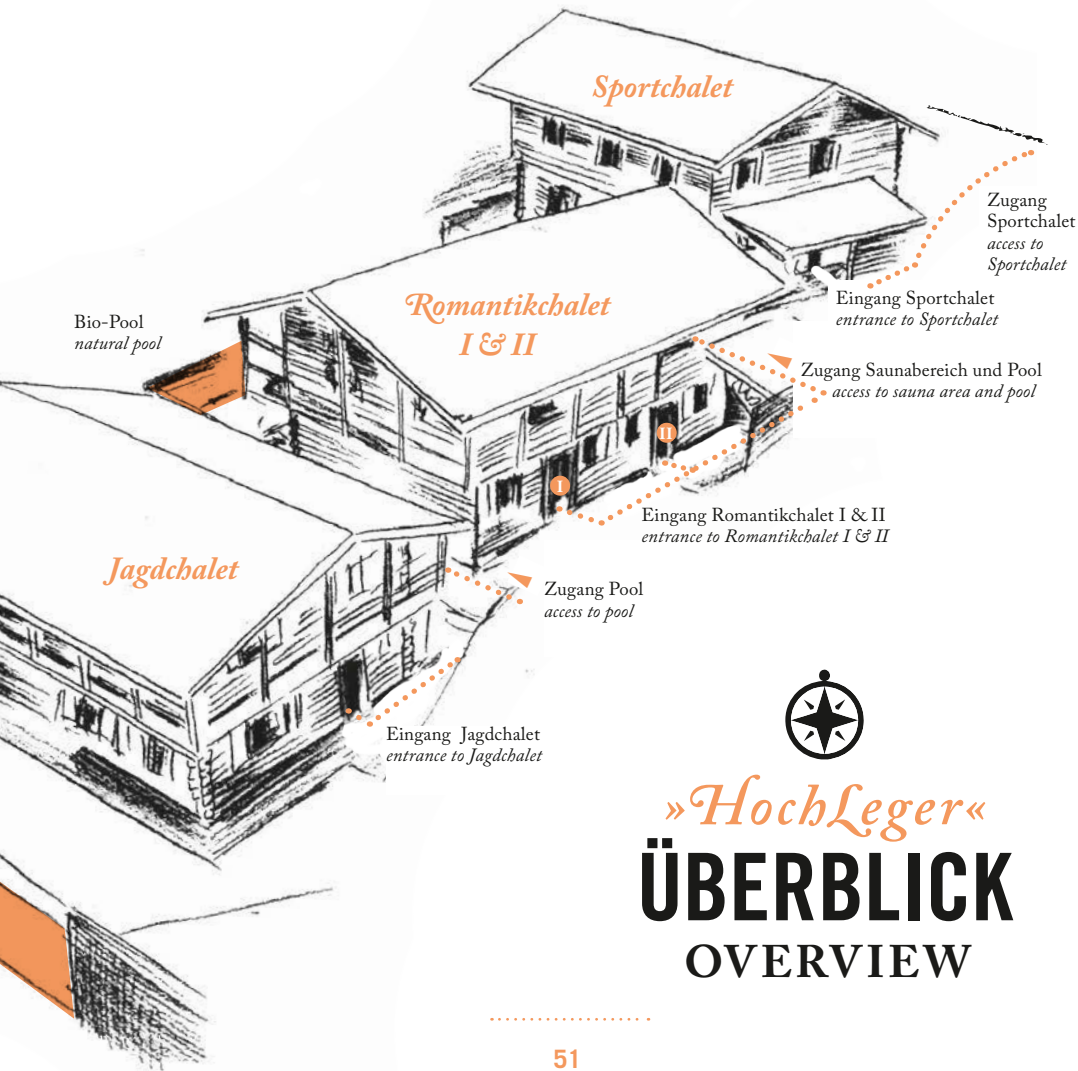 Sportchalet
Zugang
Sportchalet
access to
Sportchalet
Eingang Sportchalet
entrance to Sportchalet
Romantikchalet
I & II
Bio-Pool
natural pool
Zugang Saunabereich und Pool
access to sauna area and pool
II
I
Eingang Romantikchalet I & II
entrance to Romantikchalet I & II
Jagdchalet
Zugang Pool
access to pool
Eingang Jagdchalet
entrance to Jagdchalet
»HochLeger«
ÜBERBLICK
OVERVIEW
51